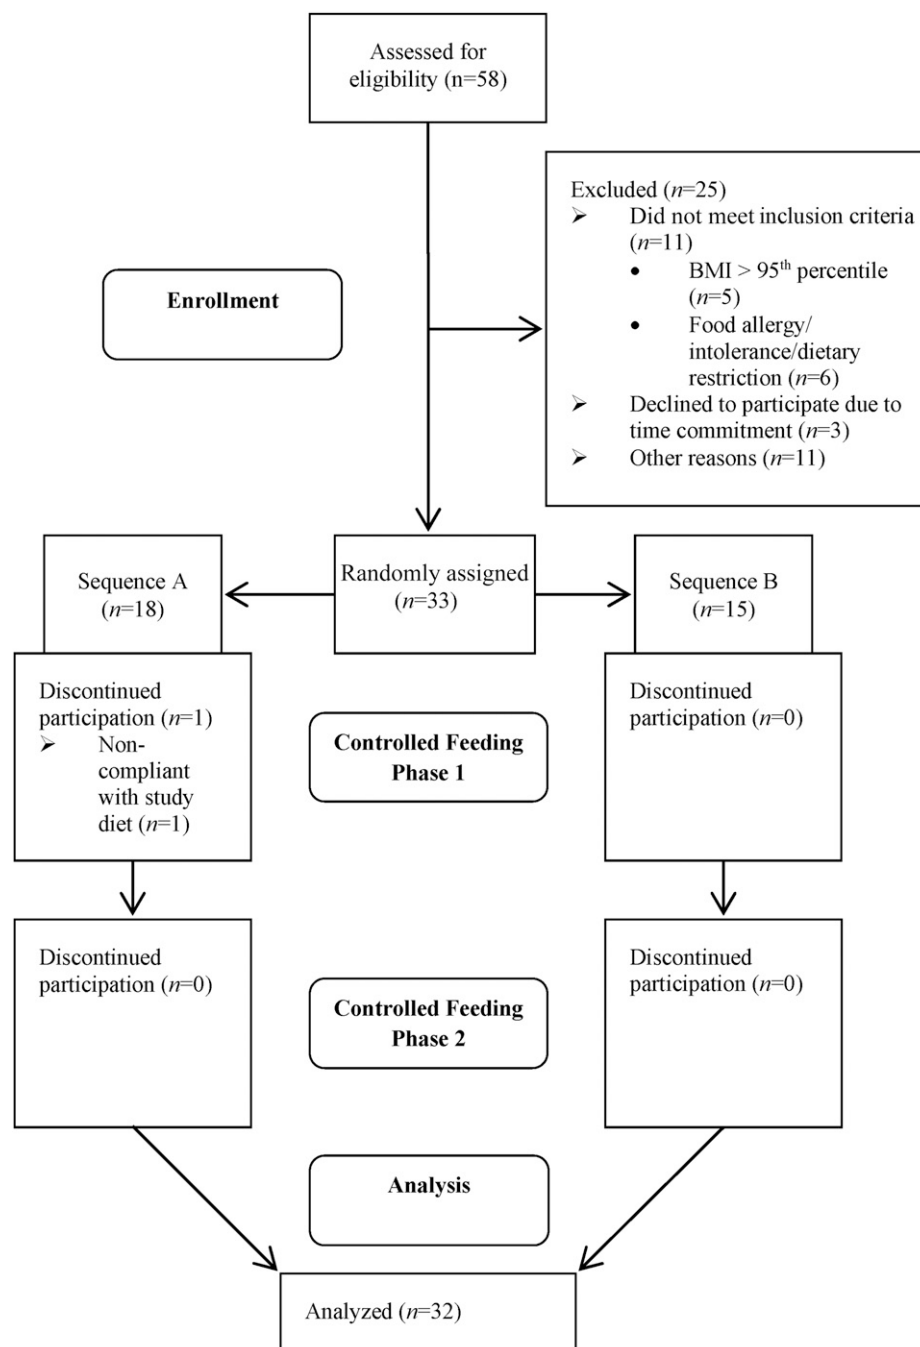 Assessed for
eligibility (n=58)
Excluded (n=25)
➢ Did not meet inclusion criteria
(n=11)
• BMI > 95th percentile
(n=5)
• Food allergy/
intolerance/dietary
restriction (n=6)
➢ Declined to participate due to
time commitment (n=3)
➢ Other reasons (n=11)
Enrollment
Randomly assigned
(n=33)
Sequence A
(n=18)
Sequence B
(n=15)
Discontinued
participation (n=1)
➢ Non-
compliant
with study
diet (n=1)
Controlled Feeding
Phase 1
Discontinued
participation (n=0)
Discontinued
participation (n=0)
Controlled Feeding
Phase 2
Discontinued
participation (n=0)
Analysis
Analyzed (n=32)